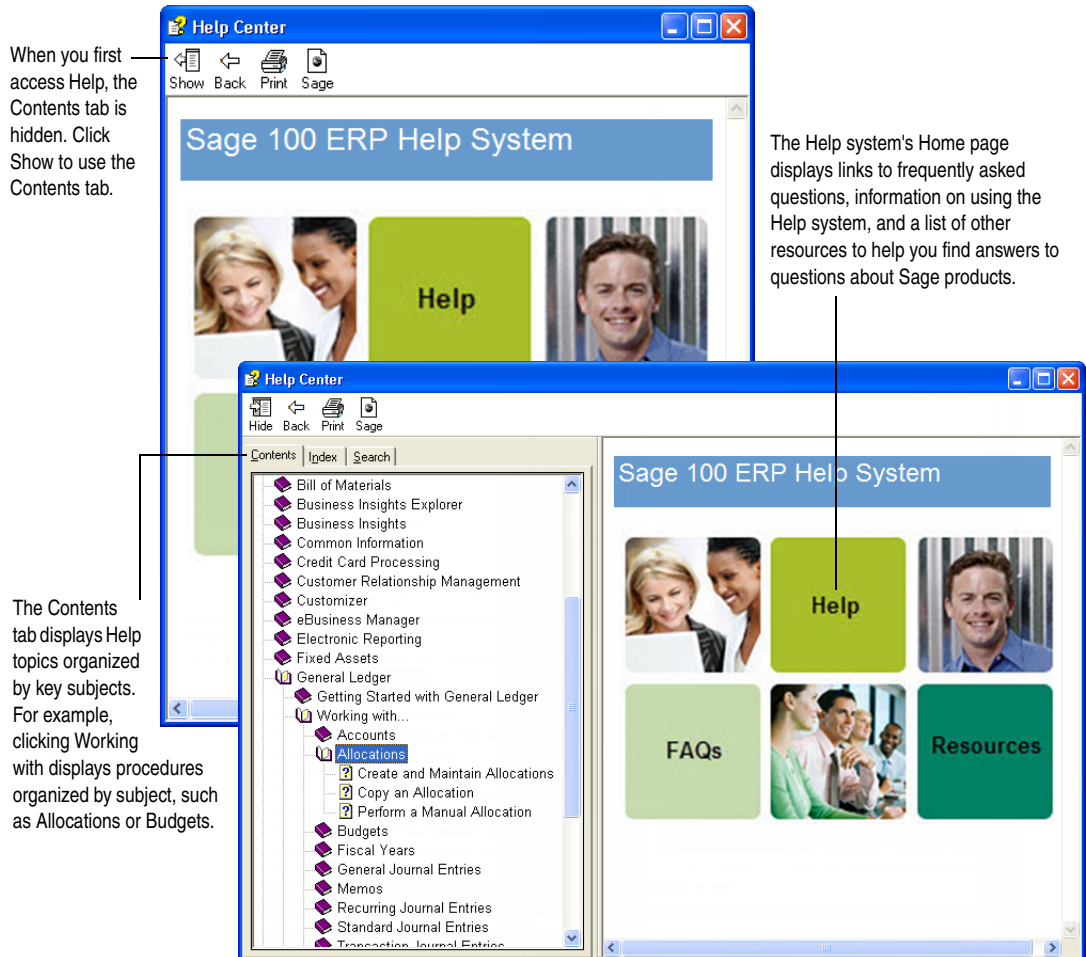 Help Center
Show Back Print Sage
Sage 100 ERP Help System
Help
When you first
access Help, the
Contents tab is
hidden. Click
Show to use the
Contents tab.
The Help system's Home page
displays links to frequently asked
questions, information on using the
Help system, and a list of other
resources to help you find answers to
questions about Sage products.
Help Center
Hide Back Print Sage
Contents Index Search
Bill of Materials
Business Insights Explorer
Business Insights
Common Information
Credit Card Processing
Customer Relationship Management
Customizer
eBusiness Manager
Electronic Reporting
Fixed Assets
General Ledger
Getting Started with General Ledger
Working with...
Accounts
Allocations
Create and Maintain Allocations
Copy an Allocation
Perform a Manual Allocation
Budgets
Fiscal Years
General Journal Entries
Memos
Recurring Journal Entries
Standard Journal Entries
Transaction Journal Entries
Sage 100 ERP Help System
Help
FAQs
Resources
The Contents
tab displays Help
topics organized
by key subjects.
For example,
clicking Working
with displays procedures
organized by subject, such
as Allocations or Budgets.